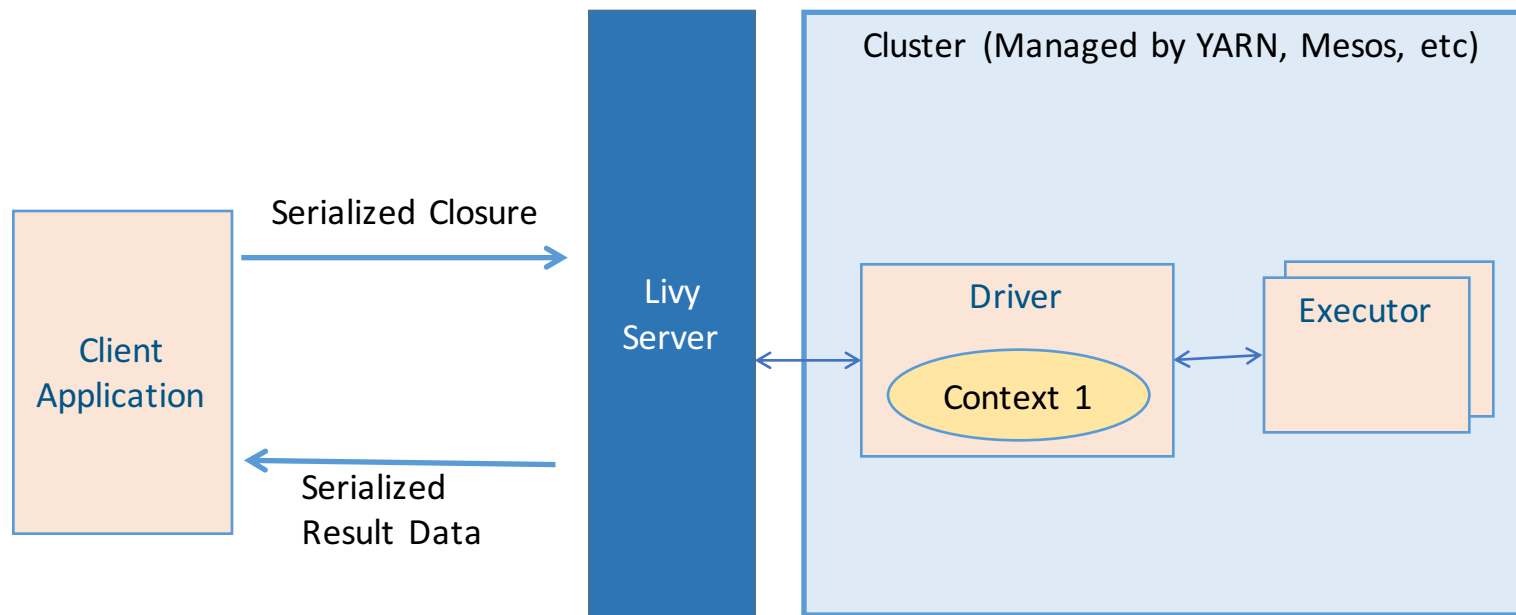 Cluster (Managed by YARN, Mesos, etc)
Serialized Closure
Client
Application
Livy
Server
Driver
Context 1
Executor
Serialized
Result Data